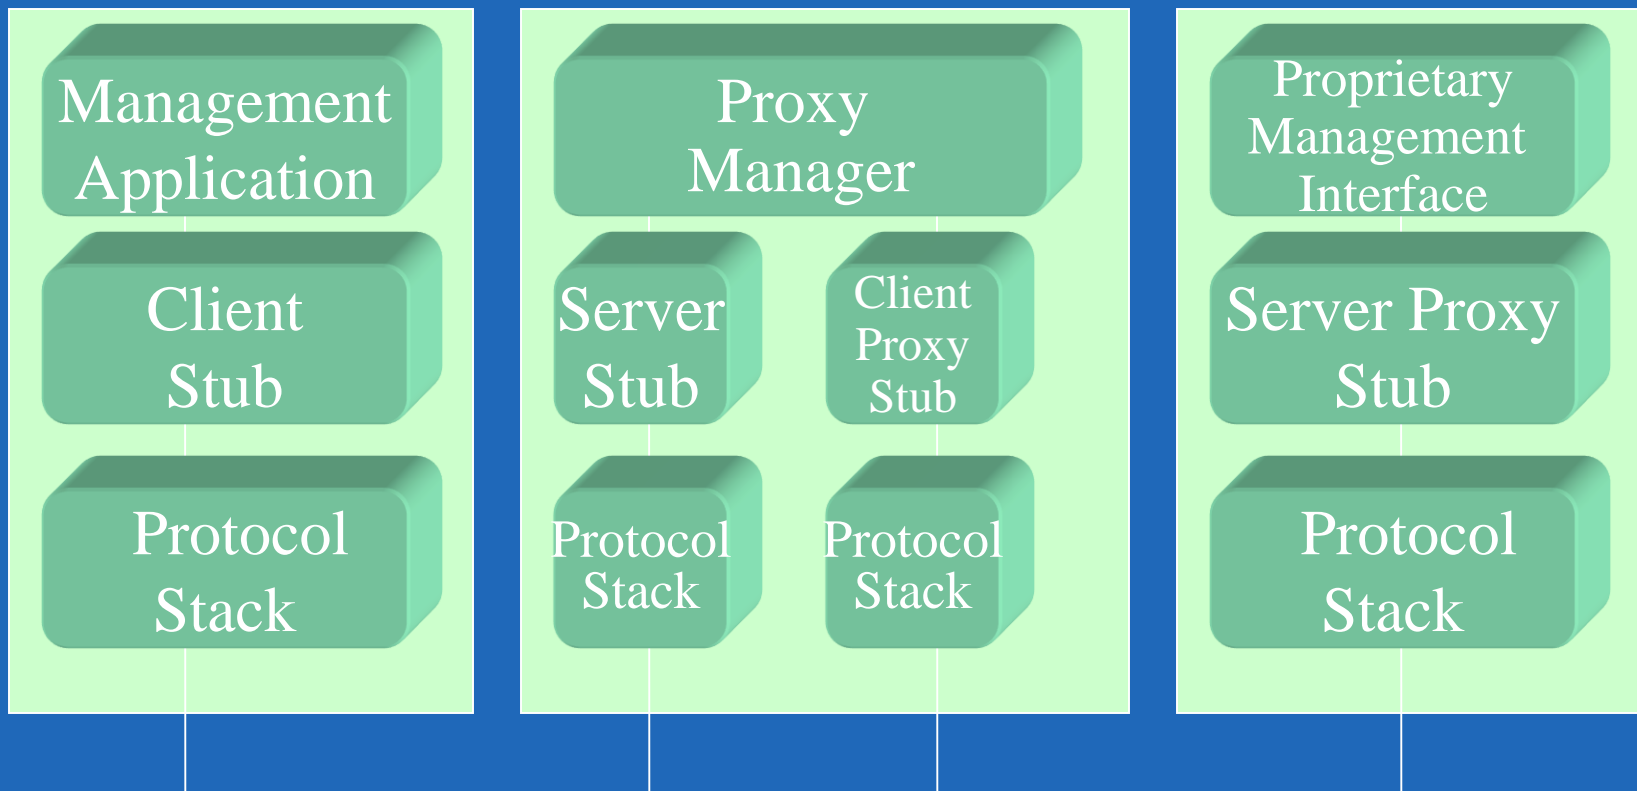 Management
Application
Client
Stub
Protocol
Stack
Proxy
Manager
Server
Stub
Client
Proxy
Stub
Protocol
Stack
Protocol
Stack
Proprietary
Management
Interface
Server Proxy
Stub
Protocol
Stack